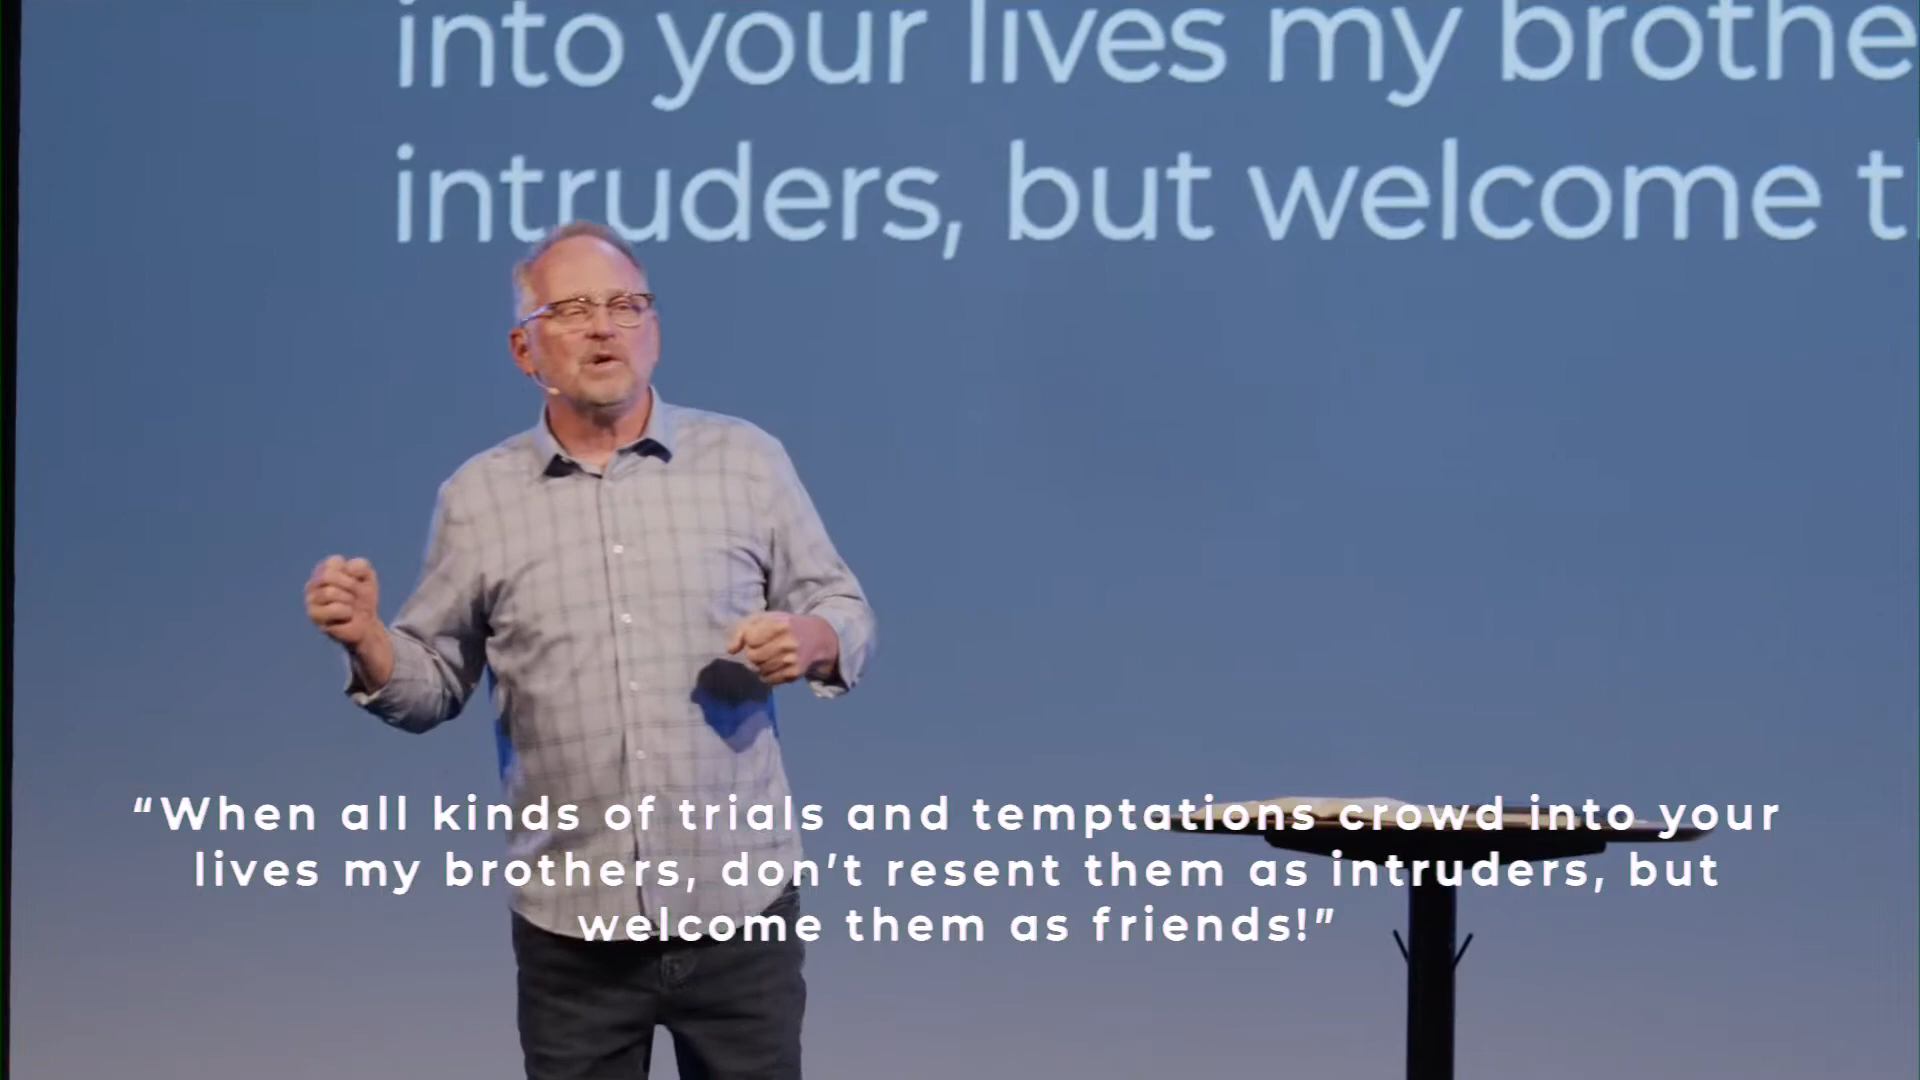 into your lives my brothe
intruders, but welcome t
“When all kinds of trials and temptations crowd into your
lives my brothers, don’t resent them as intruders, but
welcome them as friends!”